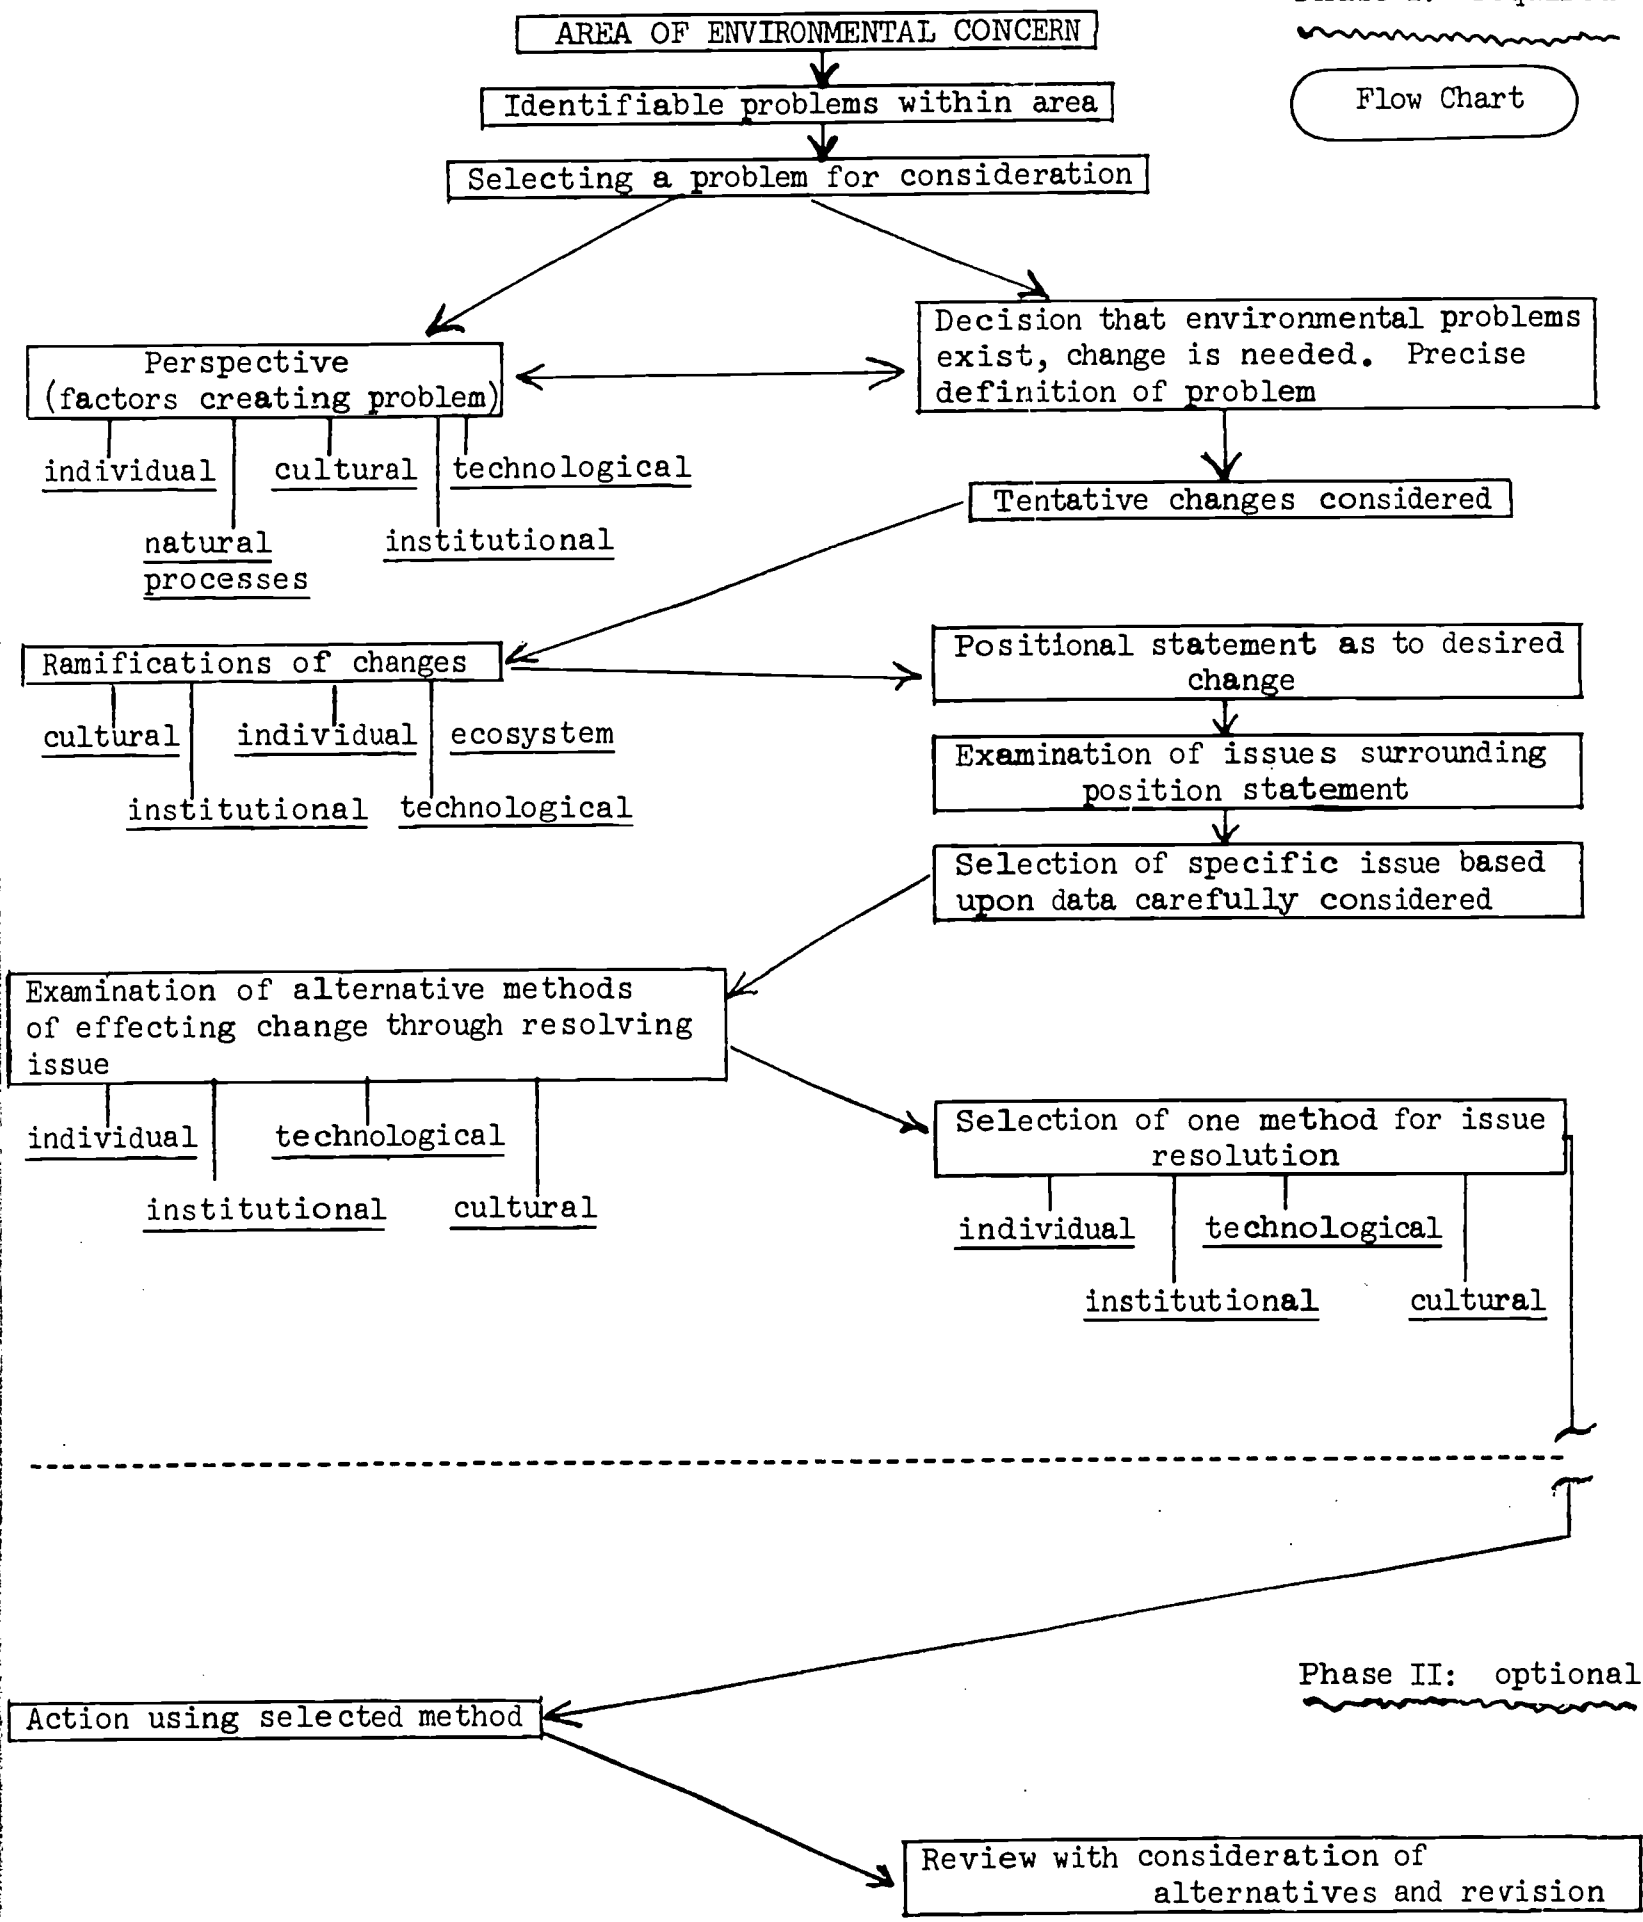 AREA OF ENVIRONMENTAL CONCERN
Identifiable problems within area
Flow Chart
Selecting a problem for consideration
Decision that environmental problems
exist, change is needed. Precise
definition of problem
Perspective
(factors creating problem)
individual
cultural
technological
natural
processes
institutional
Tentative changes considered
Ramifications of changes
cultural
individual
ecosystem
institutional
technological
Positional statement as to desired
change
Examination of issues surrounding
position statement
Selection of specific issue based
upon data carefully considered
Examination of alternative methods
of effecting change through resolving
issue
individual
technological
institutional
cultural
Selection of one method for issue
resolution
individual
technological
institutional
cultural
Phase II: optional
Action using selected method
Review with consideration of
alternatives and revision